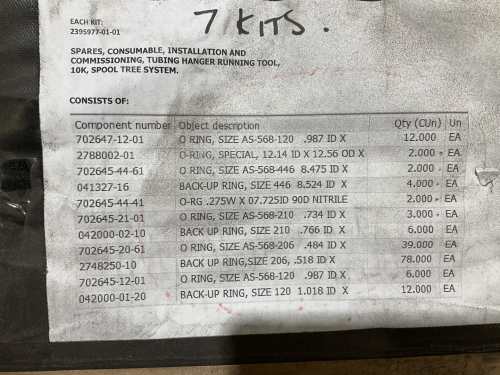 7 KITS.
EACH KIT:
2395977-01-01
SPARES, CONSUMABLE, INSTALLATION AND
COMMISSIONING, TUBING HANGER RUNNING TOOL,
10K, SPOOL TREE SYSTEM.
CONSISTS OF:
Component number Object description Qty (CUn) Un
702647-12-01 O RING, SIZE AS-568-120 .987 ID X 12.000 EA
2788002-01 O-RING, SPECIAL, 12.14 ID X 12.56 OD X 2.000 EA
702645-44-61 O RING, SIZE AS-568-446 8.475 ID X 2.000 EA
041327-16 BACK-UP RING, SIZE 446 8.524 ID X 4.000 EA
702645-44-41 O-RG .275W X 07.725ID 90D NITRILE 2.000 EA
702645-21-01 O RING, SIZE AS-568-210 .734 ID X 3.000 EA
042000-02-10 BACK UP RING, SIZE 210 .766 ID X 6.000 EA
702645-20-61 O RING, SIZE AS-568-206 .484 ID X 39.000 EA
2748250-10 BACK UP RING,SIZE 206, .518 ID X 78.000 EA
702645-12-01 O RING, SIZE AS-568-120 .987 ID X 6.000 EA
042000-01-20 BACK-UP RING, SIZE 120 1.018 ID X 12.000 EA